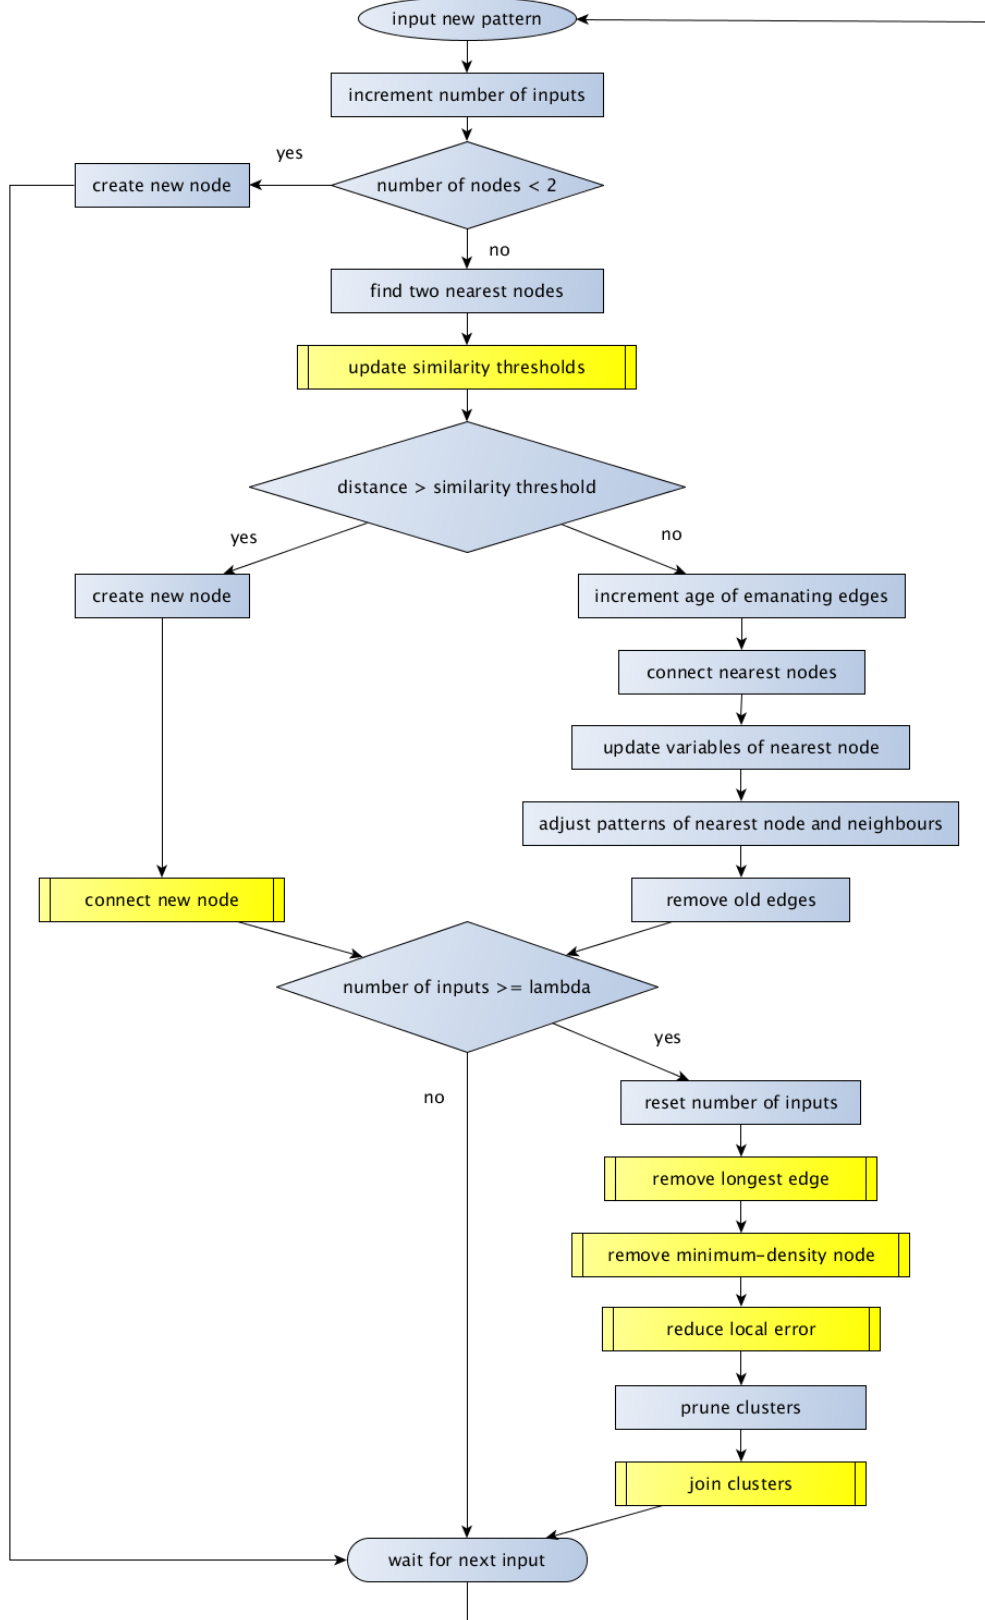 input new pattern
increment number of inputs
yes
create new node
number of nodes < 2
no
find two nearest nodes
update similarity thresholds
distance > similarity threshold
yes
no
create new node
increment age of emanating edges
connect nearest nodes
update variables of nearest node
adjust patterns of nearest node and neighbours
connect new node
remove old edges
number of inputs >= lambda
yes
no
reset number of inputs
remove longest edge
remove minimum-density node
reduce local error
prune clusters
join clusters
wait for next input